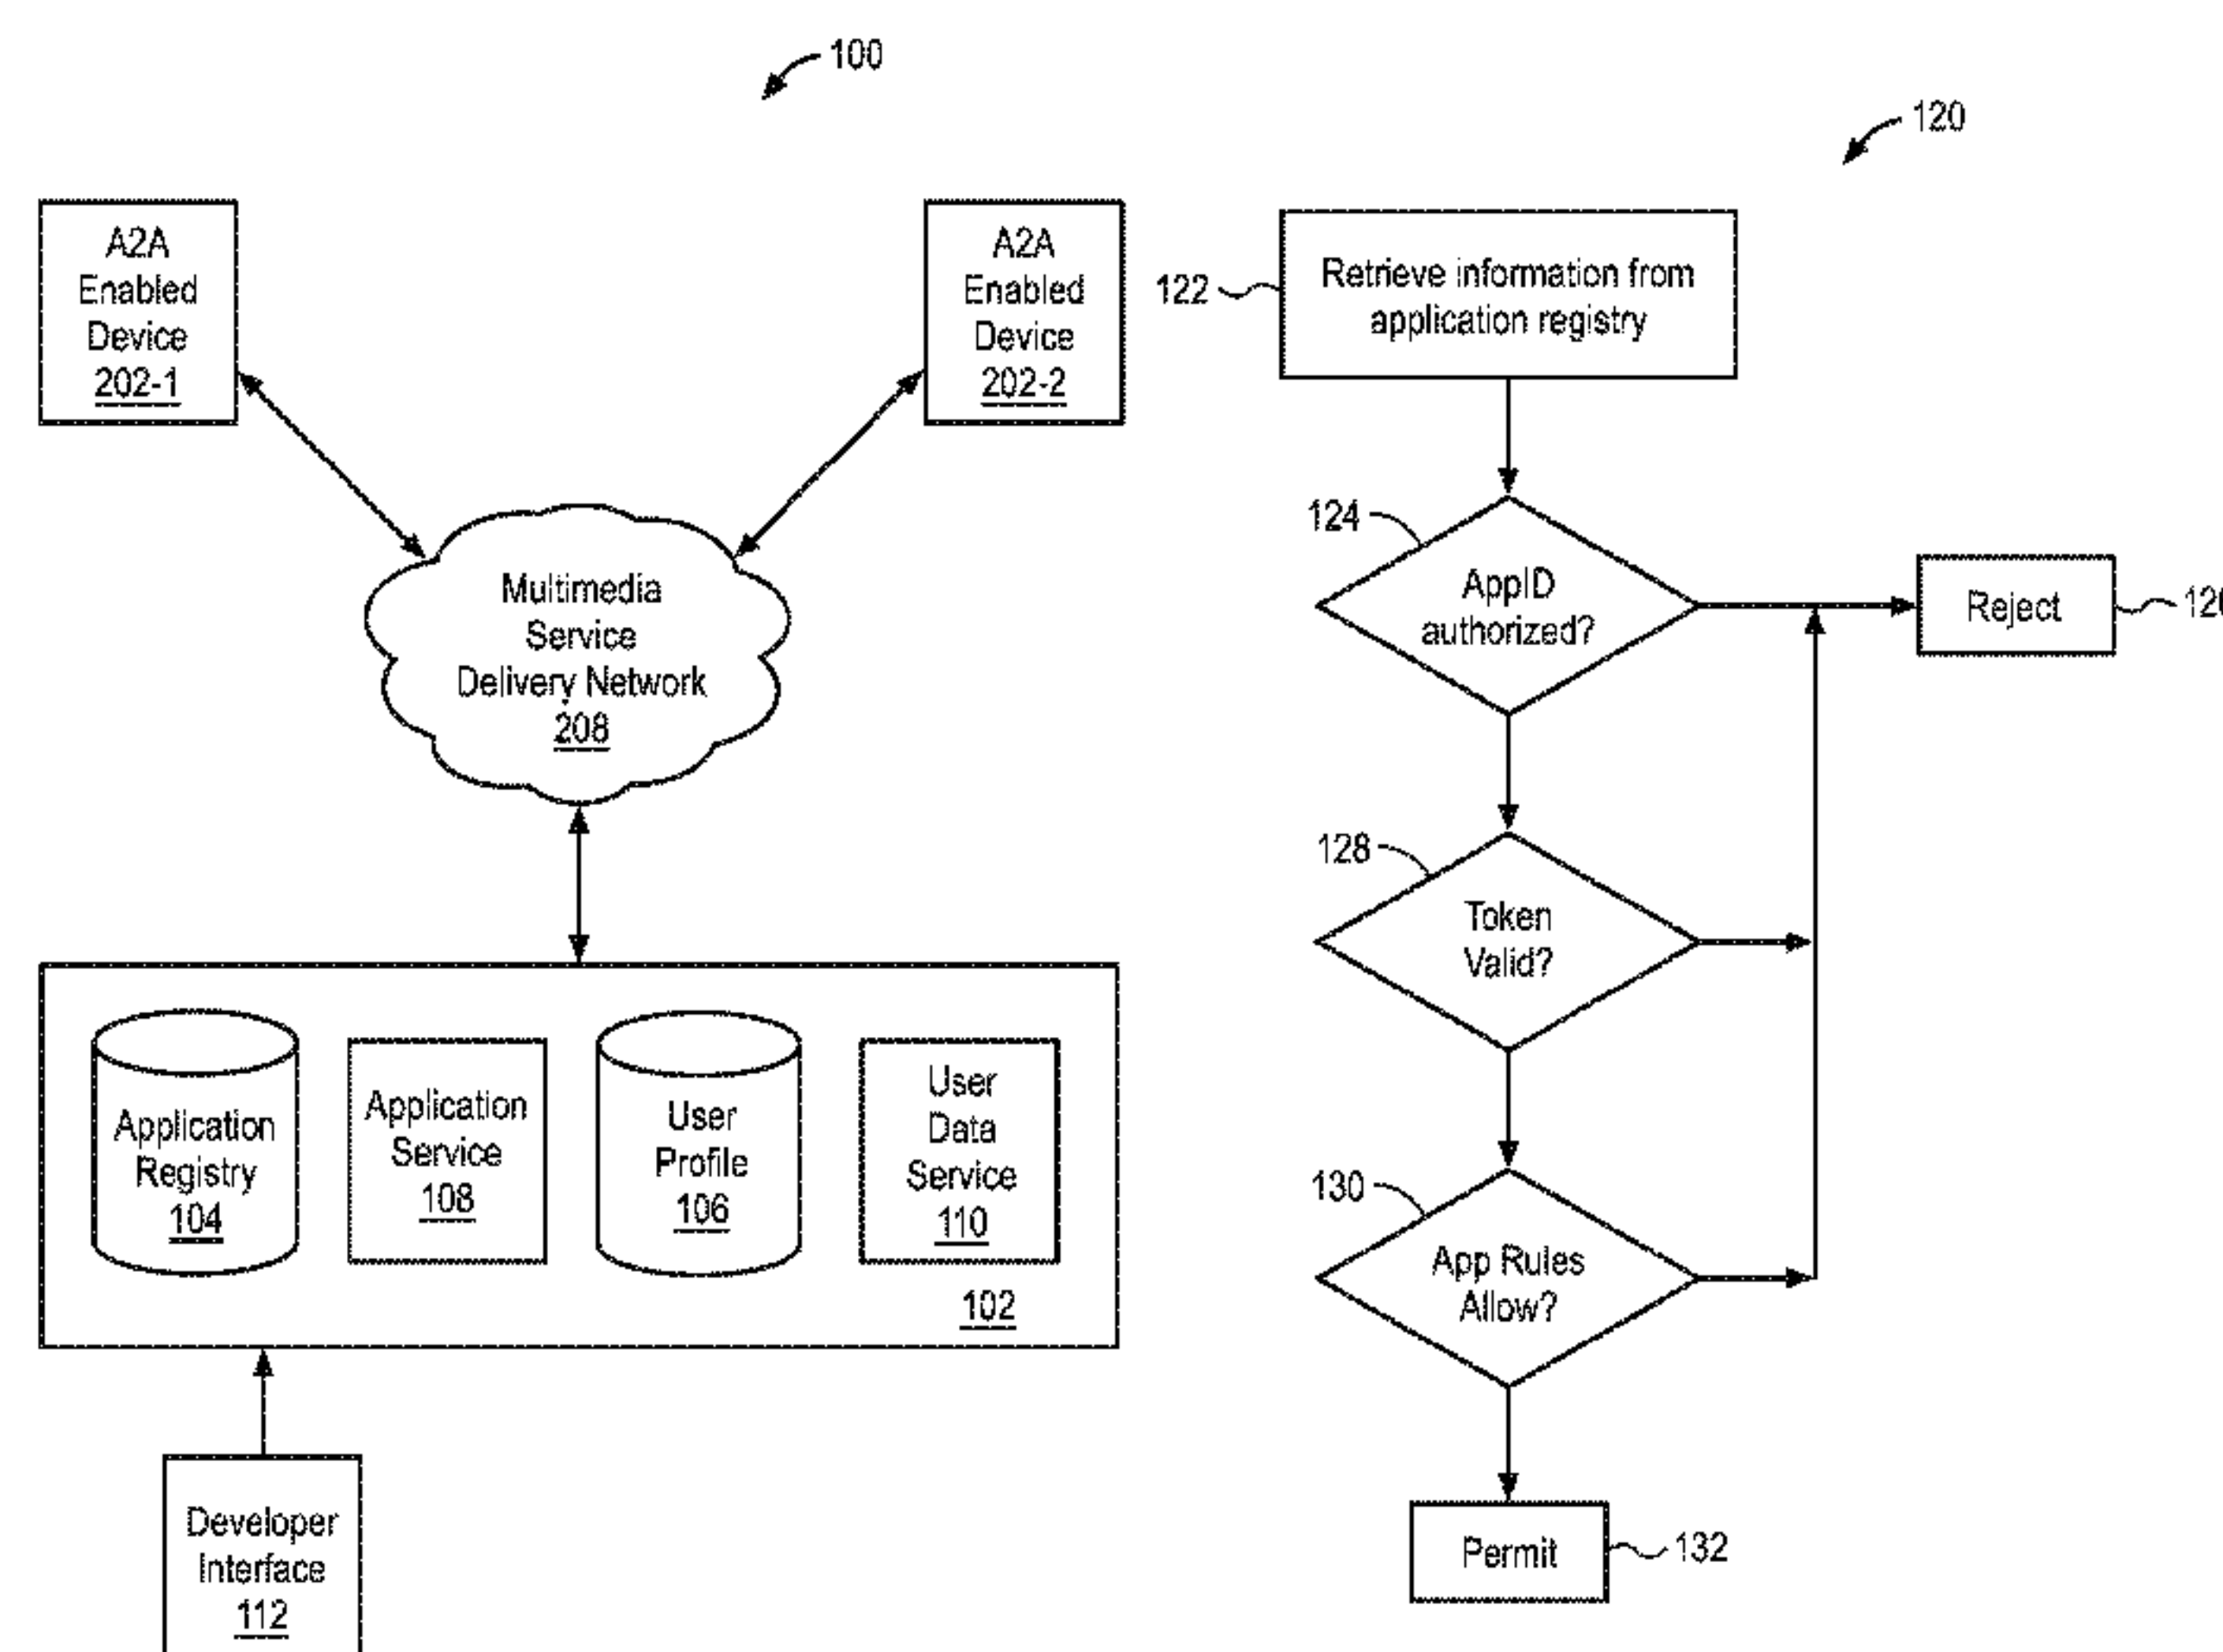 100
A2A
Enabled
Device
202-1
A2A
Enabled
Device
202-2
Multimedia
Service
Delivery Network
208
Application
Registry
104
Application
Service
108
User
Profile
106
User
Data
Service
110
102
Developer
Interface
112
120
122
Retrieve information from
application registry
124
AppID
authorized?
Reject
128
Token
Valid?
130
App Rules
Allow?
Permit
132